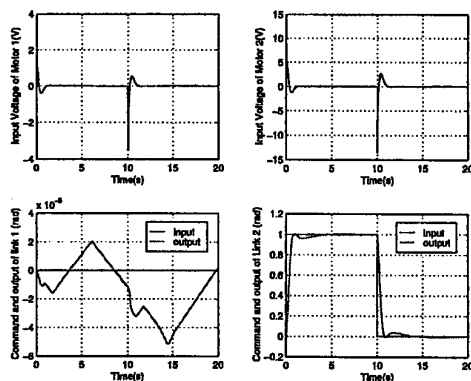 Input Voltage of Motor 1(V)
4
2
0
-2
-4
0 5 10 15 20
Time(s)
Input Voltage of Motor 2(V)
15
10
5
0
-5
-10
-15
0 5 10 15 20
Time(s)
Command and output of link 1 (rad)
4
2
0
-2
-4
-6
0 5 10 15 20
Time(s)
input
output
Command and output of Link 2 (rad)
1.2
1
0.8
0.6
0.4
0.2
0
-0.2
0 5 10 15 20
Time(s)
input
output